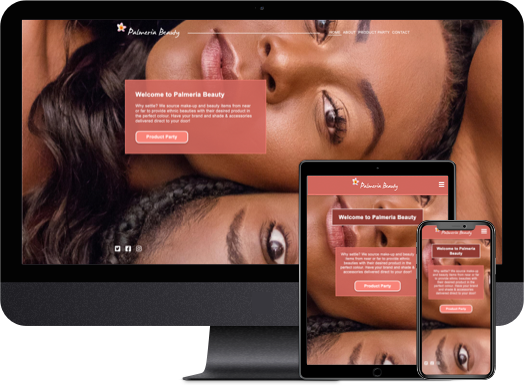 Palmeria Beauty
HOME ABOUT PRODUCT PARTY CONTACT
Welcome to Palmeria Beauty
Why settle? We source make-up and beauty items from near
or far to provide ethnic beauties with their desired product in
the perfect colour. Have your brand and shade & accessories
delivered direct to your door!
Product Party
Palmeria Beauty
Welcome to Palmeria Beauty
Why settle? We source make-up and beauty
items from near or far to provide ethnic
beauties with their desired product in the
perfect colour. Have your brand and shade &
accessories delivered direct to your door!
Product Party
Palmeria Beauty
Welcome to Palmeria
Beauty
Why settle? We source
make-up and beauty items
from near or far to provide
ethnic beauties with their
desired product in the
perfect colour. Have your
brand and shade &
accessories delivered direct
to your door!
Product Party